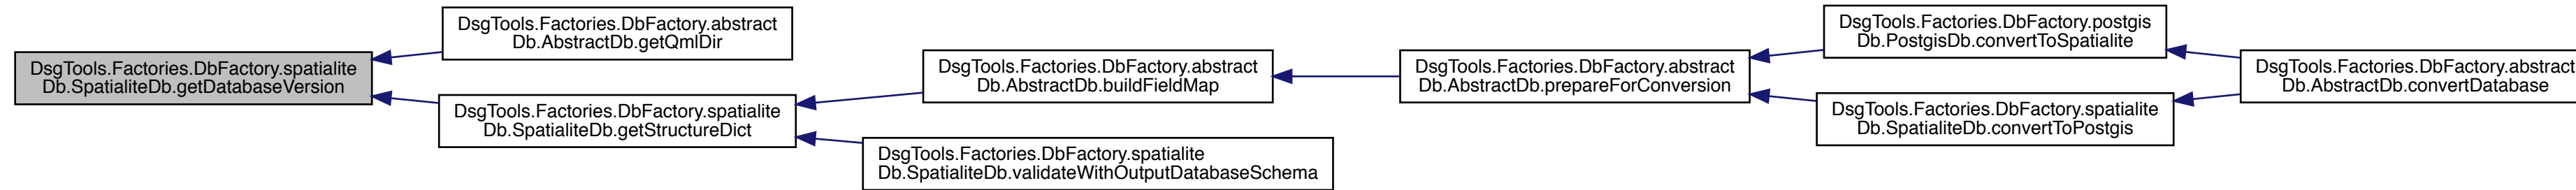 DsgTools.Factories.DbFactory.spatialite
Db.SpatialiteDb.getDatabaseVersion
DsgTools.Factories.DbFactory.abstract
Db.AbstractDb.getQmlDir
DsgTools.Factories.DbFactory.spatialite
Db.SpatialiteDb.getStructureDict
DsgTools.Factories.DbFactory.abstract
Db.AbstractDb.buildFieldMap
DsgTools.Factories.DbFactory.spatialite
Db.SpatialiteDb.validateWithOutputDatabaseSchema
DsgTools.Factories.DbFactory.abstract
Db.AbstractDb.prepareForConversion
DsgTools.Factories.DbFactory.postgis
Db.PostgisDb.convertToSpatialite
DsgTools.Factories.DbFactory.spatialite
Db.SpatialiteDb.convertToPostgis
DsgTools.Factories.DbFactory.abstract
Db.AbstractDb.convertDatabase